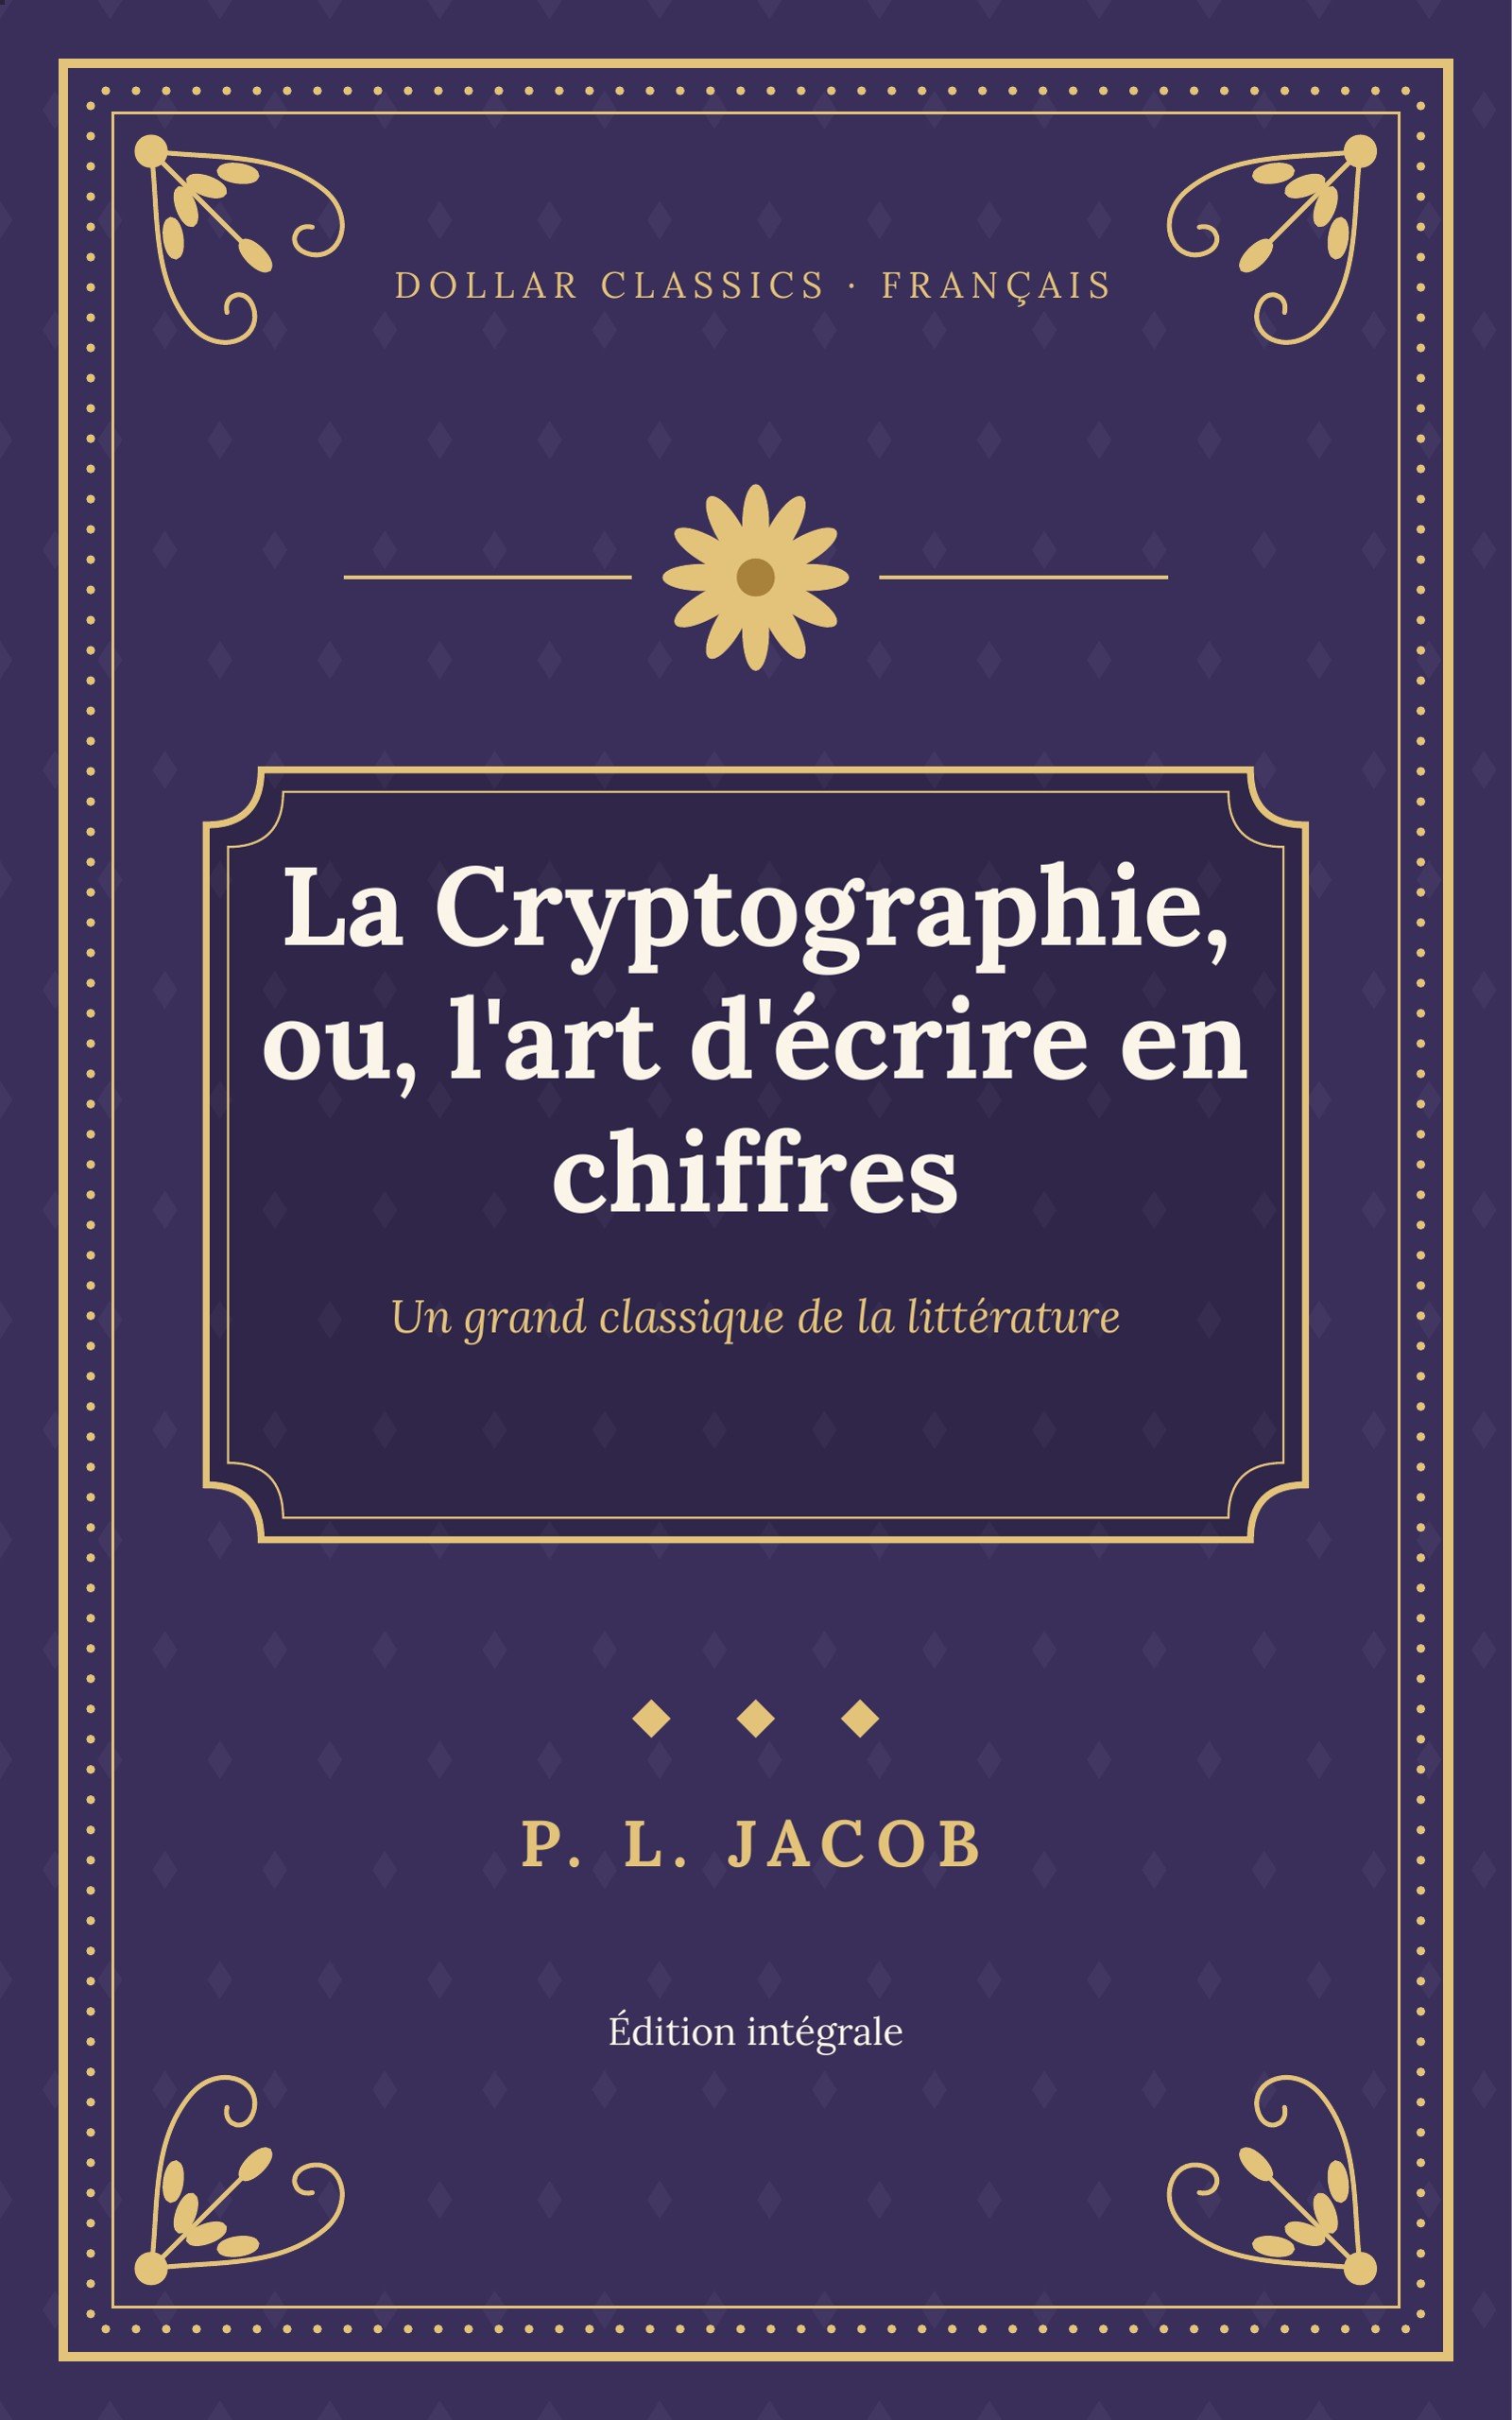 DOLLAR CLASSICS · FRANÇAIS
La Cryptographie,
ou, l'art d'écrire en
chiffres
Un grand classique de la littérature
P. L. JACOB
Édition intégrale